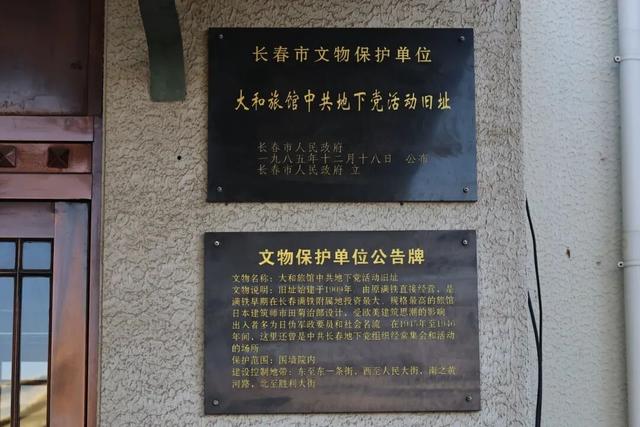 长春市文物保护单位
大和旅馆中共地下党活动旧址
长春市人民政府
一九八五年十二月十八日 公布
长春市人民政府 立
文物保护单位公告牌
文物名称：大和旅馆中共地下党活动旧址
文物说明：旧址始建于1909年，由原满铁直接经营，是
满铁早期在长春满铁附属地投资最大、规格最高的旅馆
日本建筑师市田菊治郎设计，受欧美建筑思潮的影响
出入者多为日伪军政要员和社会名流。在1945年至1946
年间，这里还曾是中共长春地下党组织经常集会和活动
的场所
保护范围：围墙院内
建设控制地带：东至东一条街，西至人民大街，南之黄
河路，北至胜利大街